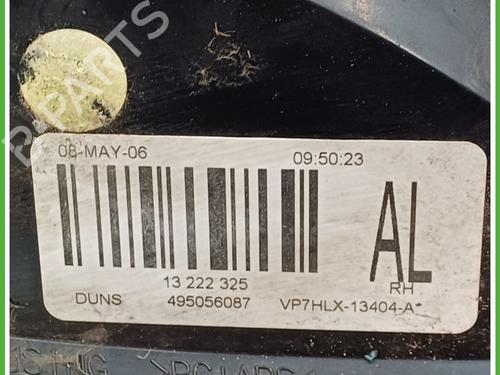 B-PARTS
08-MAY-06 09:50:23
AL
13 222 325 RH
DUNS 495056087 VP7HLX-13404-A*